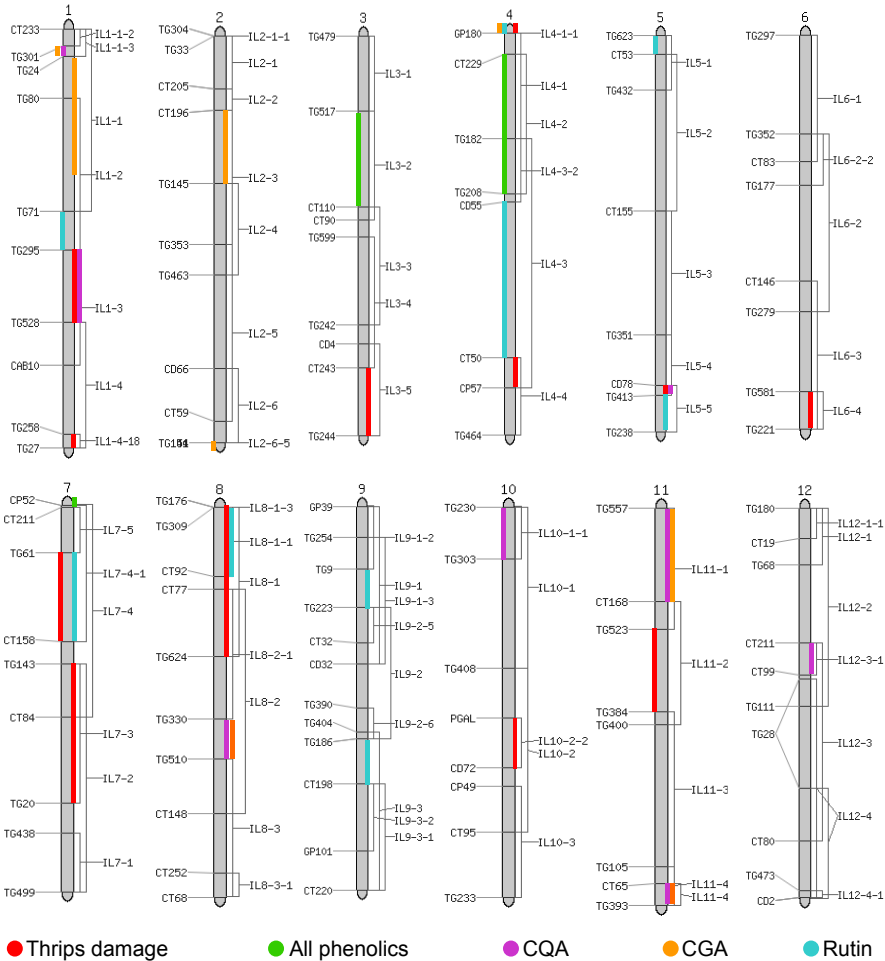 1
CT233
IL1-1-2
IL1-1-3
TG301
TG24
TG80
IL1-1
IL1-2
TG71
TG295
IL1-3
TG528
CAB10
IL1-4
TG258
IL1-4-18
TG27
2
TG304
IL2-1-1
TG33
IL2-1
CT205
IL2-2
CT196
IL2-3
TG145
IL2-4
TG353
TG463
IL2-5
CD66
IL2-6
CT59
IL2-6-5
3
TG479
IL3-1
TG517
IL3-2
CT110
CT90
TG599
IL3-3
IL3-4
TG242
CD4
CT243
IL3-5
TG244
4
GP180
IL4-1-1
CT229
IL4-1
IL4-2
TG182
IL4-3-2
TG208
CD55
IL4-3
CT50
CP57
IL4-4
TG464
5
TG623
CT53
IL5-1
TG432
IL5-2
CT155
IL5-3
TG351
IL5-4
CD78
TG413
IL5-5
TG238
6
TG297
IL6-1
TG352
CT83
IL6-2-2
TG177
IL6-2
CT146
TG279
IL6-3
TG581
IL6-4
TG221
7
CP52
CT211
IL7-5
TG61
IL7-4-1
IL7-4
CT158
TG143
CT84
IL7-3
IL7-2
TG20
TG438
IL7-1
TG499
8
TG176
IL8-1-3
TG309
IL8-1-1
CT92
IL8-1
CT77
TG624
IL8-2-1
IL8-2
TG330
TG510
CT148
IL8-3
CT252
IL8-3-1
CT68
9
GP39
TG254
IL9-1-2
TG9
IL9-1
IL9-1-3
TG223
IL9-2-5
CT32
CD32
IL9-2
TG390
TG404
IL9-2-6
TG186
CT198
IL9-3
IL9-3-2
IL9-3-1
GP101
CT220
10
TG230
IL10-1-1
TG303
IL10-1
TG408
PGAL
IL10-2-2
IL10-2
CD72
CP49
CT95
IL10-3
TG233
11
TG557
IL11-1
CT168
TG523
IL11-2
TG384
TG400
IL11-3
TG105
CT65
IL11-4
IL11-4
TG393
12
TG180
IL12-1-1
CT19
IL12-1
TG68
IL12-2
CT211
IL12-3-1
CT99
TG111
TG28
IL12-3
IL12-4
CT80
TG473
IL12-4-1
CD2
Thrips damage
All phenolics
CQA
CGA
Rutin